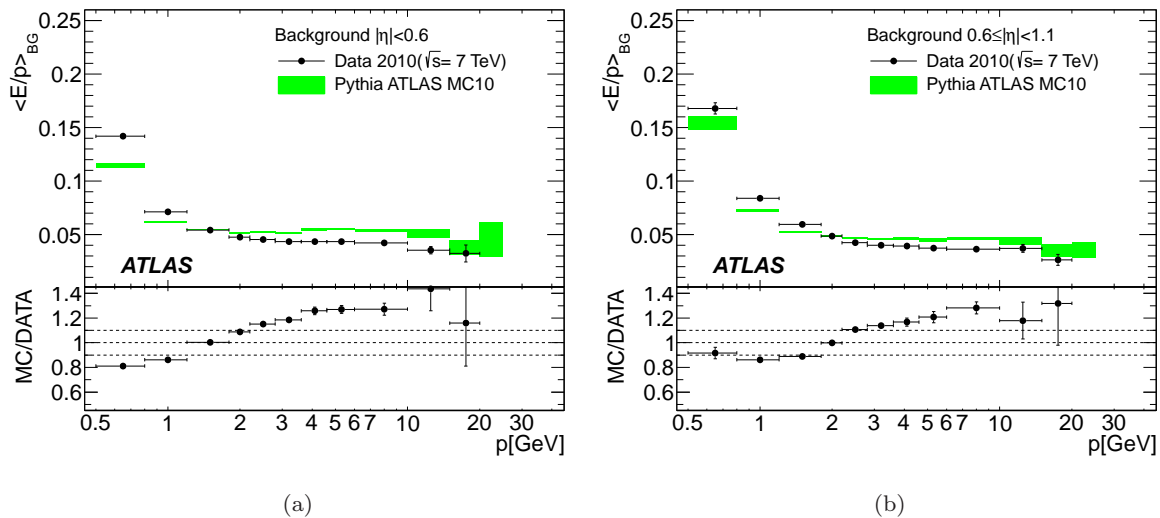 <E/p>BG
0.25
0.2
0.15
0.1
0.05
Background |η|<0.6
Data 2010(√s= 7 TeV)
Pythia ATLAS MC10
ATLAS
MC/DATA
1.4
1.2
1
0.8
0.6
0.5 1 2 3 4 5 6 7 10 20 30
p[GeV]
(a)
<E/p>BG
0.25
0.2
0.15
0.1
0.05
Background 0.6≤|η|<1.1
Data 2010(√s= 7 TeV)
Pythia ATLAS MC10
ATLAS
MC/DATA
1.4
1.2
1
0.8
0.6
0.5 1 2 3 4 5 6 7 10 20 30
p[GeV]
(b)